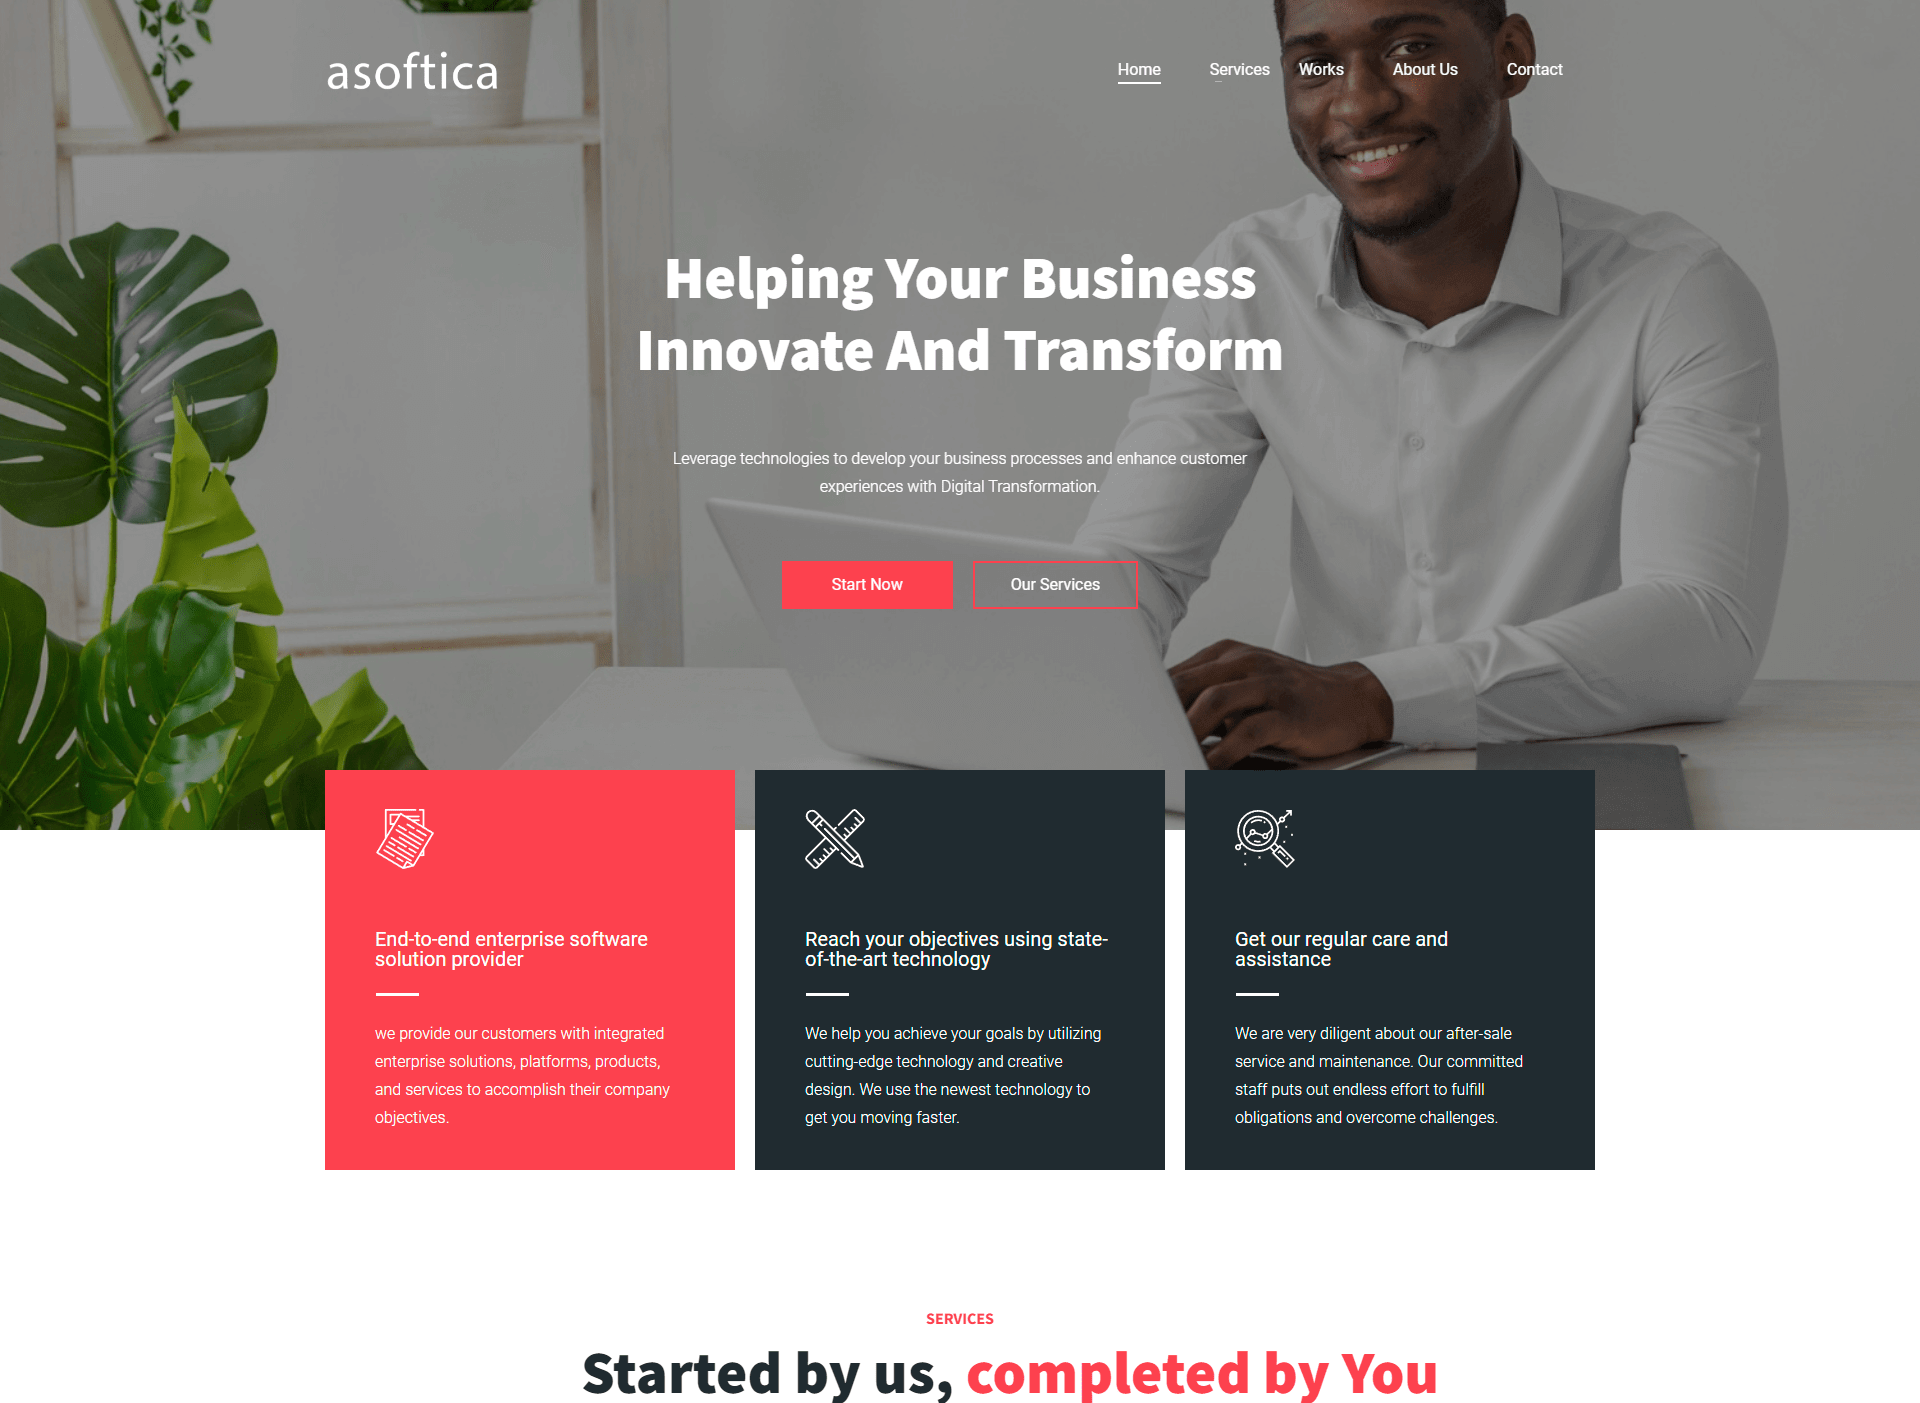 asoftica
Home Services Works About Us Contact
Helping Your Business
Innovate And Transform
Leverage technologies to develop your business processes and enhance customer
experiences with Digital Transformation.
Start Now
Our Services
End-to-end enterprise software
solution provider
we provide our customers with integrated
enterprise solutions, platforms, products,
and services to accomplish their company
objectives.
Reach your objectives using state-
of-the-art technology
We help you achieve your goals by utilizing
cutting-edge technology and creative
design. We use the newest technology to
get you moving faster.
Get our regular care and
assistance
We are very diligent about our after-sale
service and maintenance. Our committed
staff puts out endless effort to fulfill
obligations and overcome challenges.
SERVICES
Started by us, completed by You